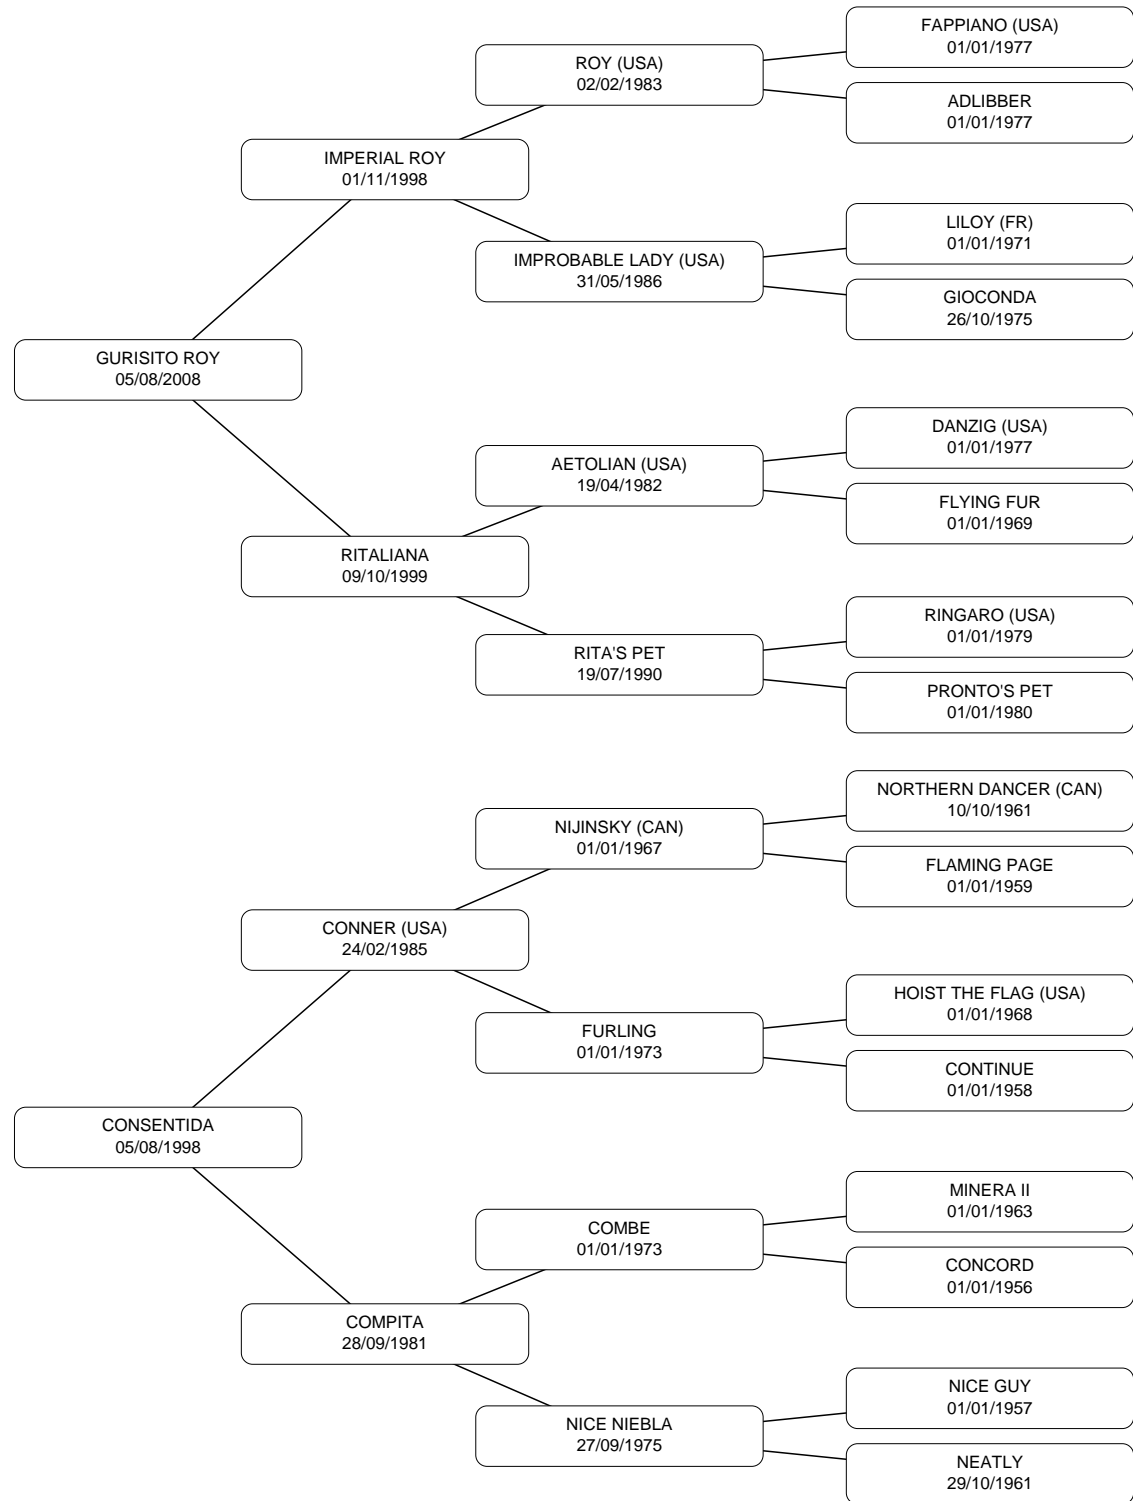 FAPPIANO (USA)
01/01/1977
ROY (USA)
02/02/1983
ADLIBBER
01/01/1977
IMPERIAL ROY
01/11/1998
LILOY (FR)
01/01/1971
IMPROBABLE LADY (USA)
31/05/1986
GIOCONDA
26/10/1975
GURISITO ROY
05/08/2008
DANZIG (USA)
01/01/1977
AETOLIAN (USA)
19/04/1982
FLYING FUR
01/01/1969
RITALIANA
09/10/1999
RINGARO (USA)
01/01/1979
RITA'S PET
19/07/1990
PRONTO'S PET
01/01/1980
NORTHERN DANCER (CAN)
10/10/1961
NIJINSKY (CAN)
01/01/1967
FLAMING PAGE
01/01/1959
CONNER (USA)
24/02/1985
HOIST THE FLAG (USA)
01/01/1968
FURLING
01/01/1973
CONTINUE
01/01/1958
CONSENTIDA
05/08/1998
MINERA II
01/01/1963
COMBE
01/01/1973
CONCORD
01/01/1956
COMPITA
28/09/1981
NICE GUY
01/01/1957
NICE NIEBLA
27/09/1975
NEATLY
29/10/1961